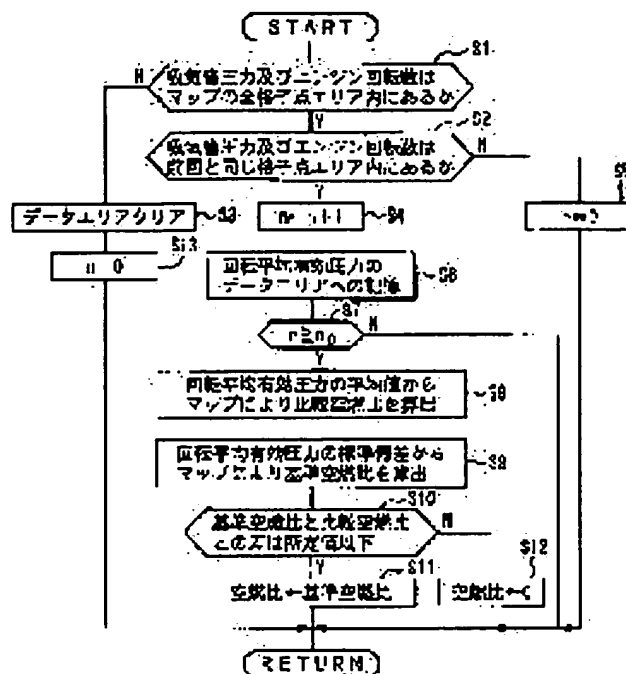 START
S1
吸気管圧力及びエンジン回転数は
マップの全格子点エリア内にあるか
N
Y
S2
吸気管圧力及びエンジン回転数は
前回と同じ格子点エリア内にあるか
N
Y
データエリアクリア
S3
S4
S5
S13
回転平均有効圧力の
データエリアへの記憶
S6
S7
n≧n0
N
Y
回転平均有効圧力の平均値から
マップにより比較空燃比を算出
S8
回転平均有効圧力の標準偏差から
マップにより基準空燃比を算出
S9
S10
基準空燃比と比較空燃比
との差は所定値以下
N
Y
S11
空燃比←基準空燃比
S12
空燃比←
RETURN